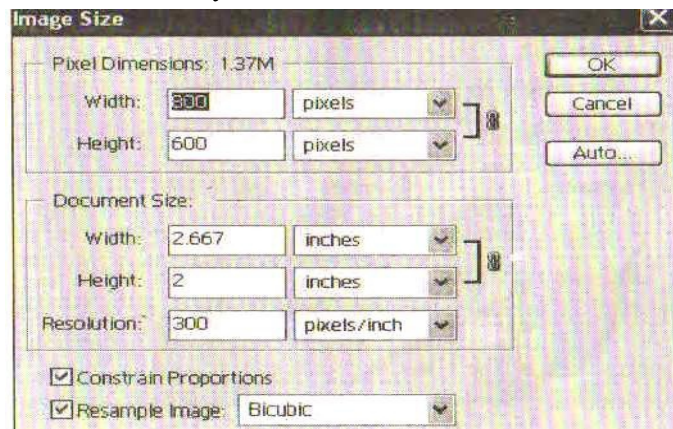 Image Size
Pixel Dimensions: 1.37M
Width: 800 pixels
Height: 600 pixels
Document Size:
Width: 2.667 inches
Height: 2 inches
Resolution: 300 pixels/inch
Constrain Proportions
Resample Image: Bicubic
OK
Cancel
Auto...